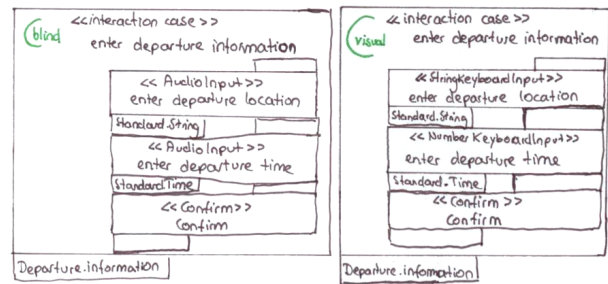 blind
<<interaction case>>
enter departure information
<< AudioInput>>
enter departure location
Standard.String
<< AudioInput>>
enter departure time
Standard.Time
<< Confirm>>
Confirm
Departure.information
visual
<<interaction case>>
enter departure information
<<StringKeyboardInput>>
enter departure location
Standard.String
<<Number KeyboardInput>>
enter departure time
Standard.Time
<<Confirm >>
Confirm
Departure.information